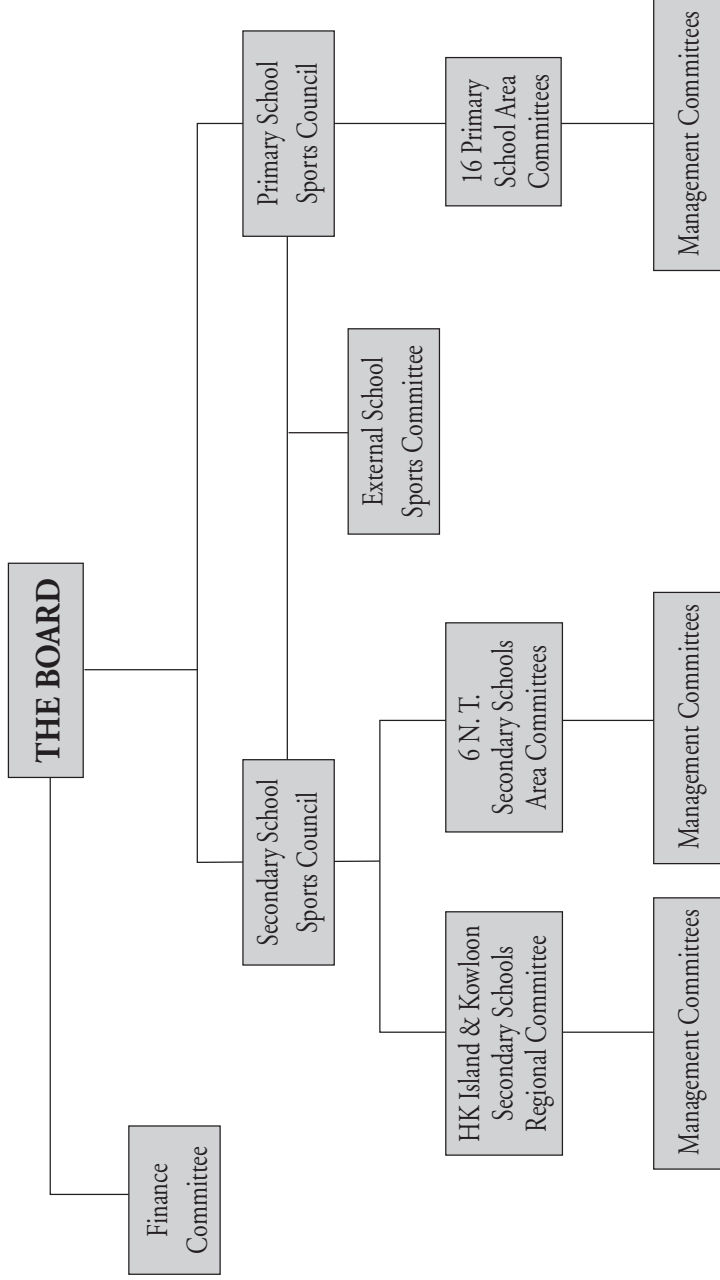 THE BOARD
Finance
Committee
Secondary School
Sports Council
Primary School
Sports Council
External School
Sports Committee
HK Island & Kowloon
Secondary Schools
Regional Committee
6 N. T.
Secondary Schools
Area Committees
16 Primary
School Area
Committees
Management Committees
Management Committees
Management Committees